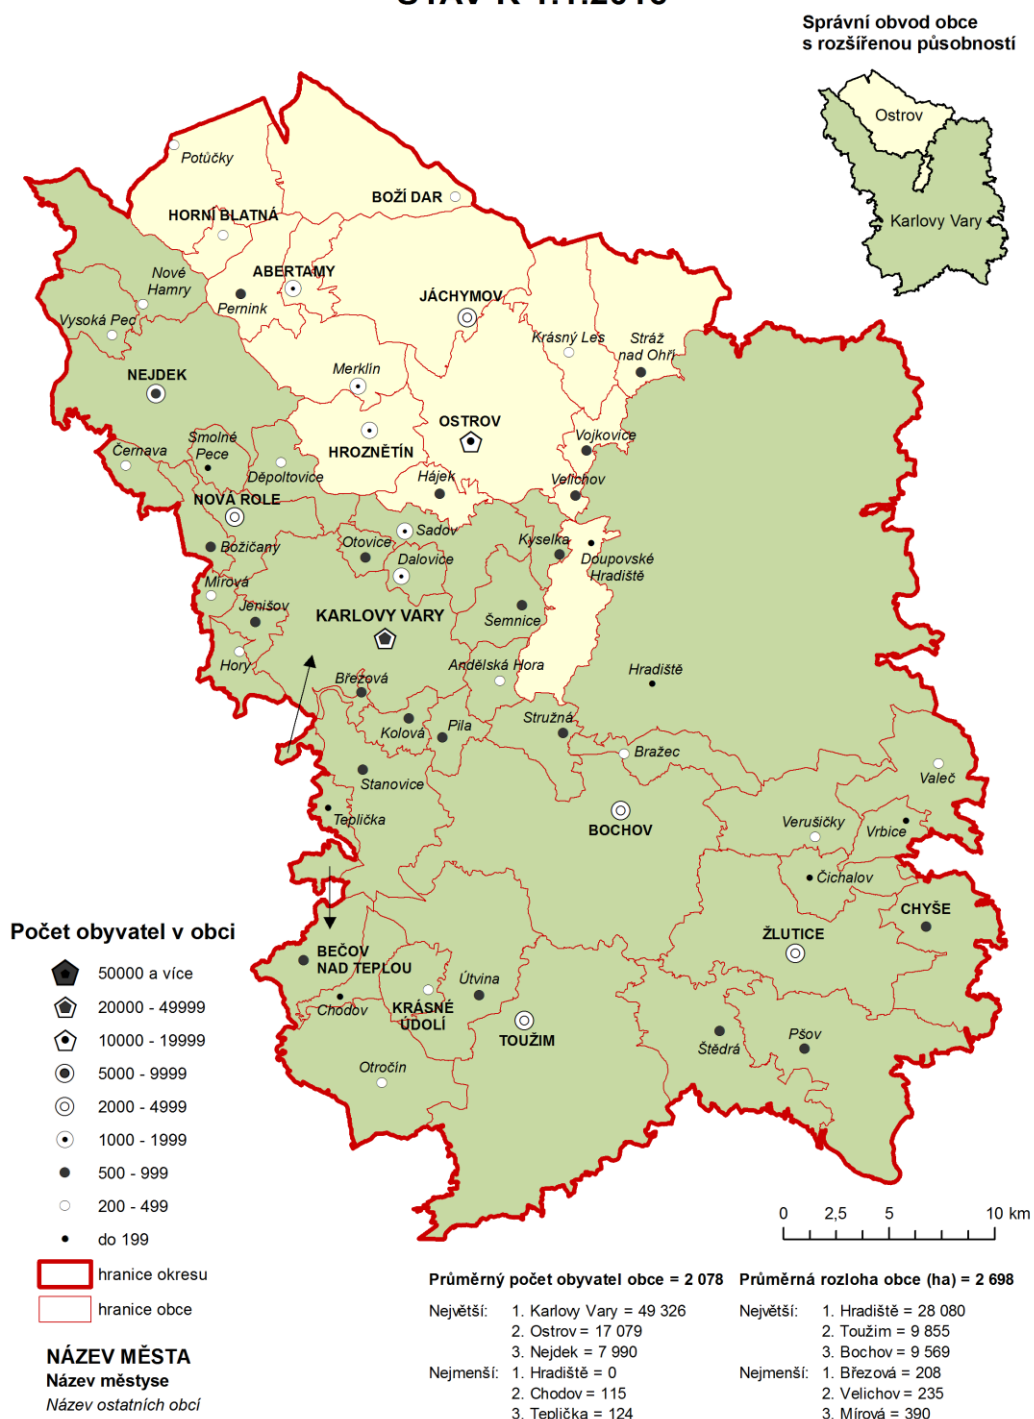 STAV K 1.1.2016
Správní obvod obce
s rozšířenou působností
Ostrov
Karlovy Vary
Potůčky
BOŽÍ DAR
HORNÍ BLATNÁ
Nové
Hamry
ABERTAMY
Pernink
JÁCHYMOV
Vysoká Pec
Krásný Les
Stráž
nad Ohří
NEJDEK
Merklín
OSTROV
Smolné
Pece
HROZNĚTÍN
Vojkovice
Černava
Děpoltovice
Hájek
Velichov
NOVÁ ROLE
Sadov
Kyselka
Božičany
Otovice
Dalovice
Doupovské
Hradiště
Mírová
Jenišov
KARLOVY VARY
Šemnice
Hory
Andělská Hora
Hradiště
Březová
Kolová
Pila
Stružná
Bražec
Stanovice
Valeč
Teplička
BOCHOV
Verušičky
Vrbice
Čichalov
CHYŠE
ŽLUTICE
BEČOV
NAD TEPLOU
Útvina
Chodov
KRÁSNÉ
ÚDOLÍ
TOUŽIM
Štědrá
Pšov
Otročín
Počet obyvatel v obci
50000 a více
20000 - 49999
10000 - 19999
5000 - 9999
2000 - 4999
1000 - 1999
500 - 999
200 - 499
do 199
hranice okresu
hranice obce
NÁZEV MĚSTA
Název městyse
Název ostatních obcí
0 2,5 5 10 km
Průměrný počet obyvatel obce = 2 078
Největší: 1. Karlovy Vary = 49 326
2. Ostrov = 17 079
3. Nejdek = 7 990
Nejmenší: 1. Hradiště = 0
2. Chodov = 115
3. Teplička = 124
Průměrná rozloha obce (ha) = 2 698
Největší: 1. Hradiště = 28 080
2. Toužim = 9 855
3. Bochov = 9 569
Nejmenší: 1. Březová = 208
2. Velichov = 235
3. Mírová = 390